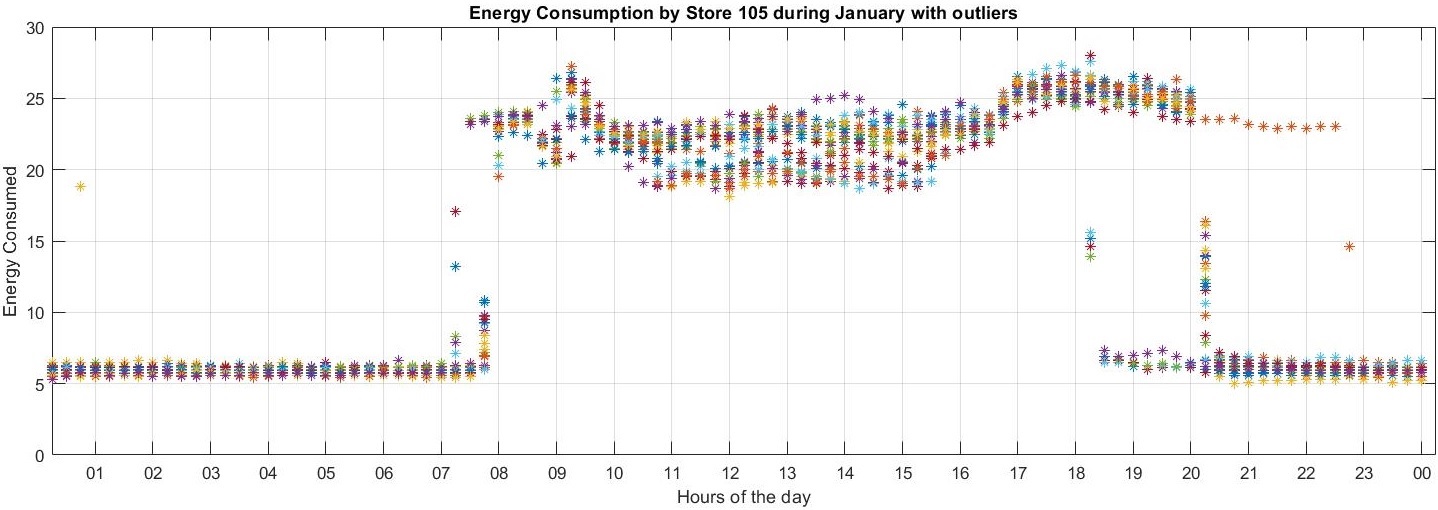 Energy Consumption by Store 105 during January with outliers
30
25
20
15
10
5
0
Energy Consumed
01 02 03 04 05 06 07 08 09 10 11 12 13 14 15 16 17 18 19 20 21 22 23 00
Hours of the day